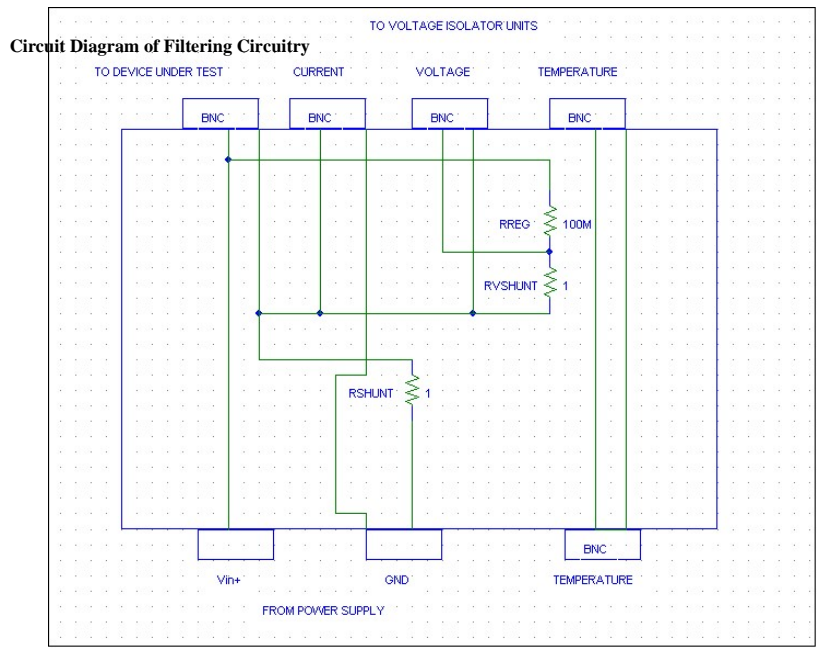 TO VOLTAGE ISOLATOR UNITS
Circuit Diagram of Filtering Circuitry
TO DEVICE UNDER TEST CURRENT VOLTAGE TEMPERATURE
BNC BNC BNC BNC
RREG 100M
RVSHUNT 1
RSHUNT 1
BNC
Vin+ GND TEMPERATURE
FROM POWER SUPPLY